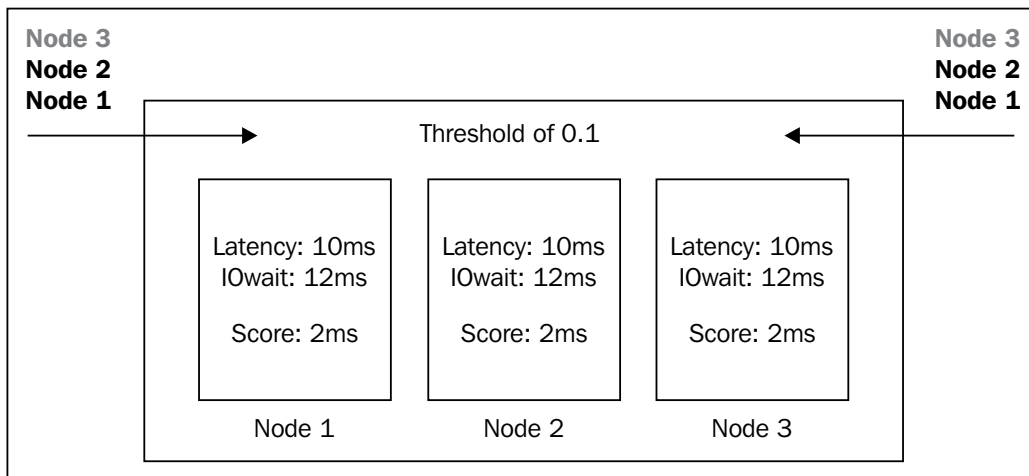 Node 3
Node 2
Node 1
Node 3
Node 2
Node 1
Threshold of 0.1
Latency: 10ms
IOwait: 12ms
Score: 2ms
Node 1
Latency: 10ms
IOwait: 12ms
Score: 2ms
Node 2
Latency: 10ms
IOwait: 12ms
Score: 2ms
Node 3